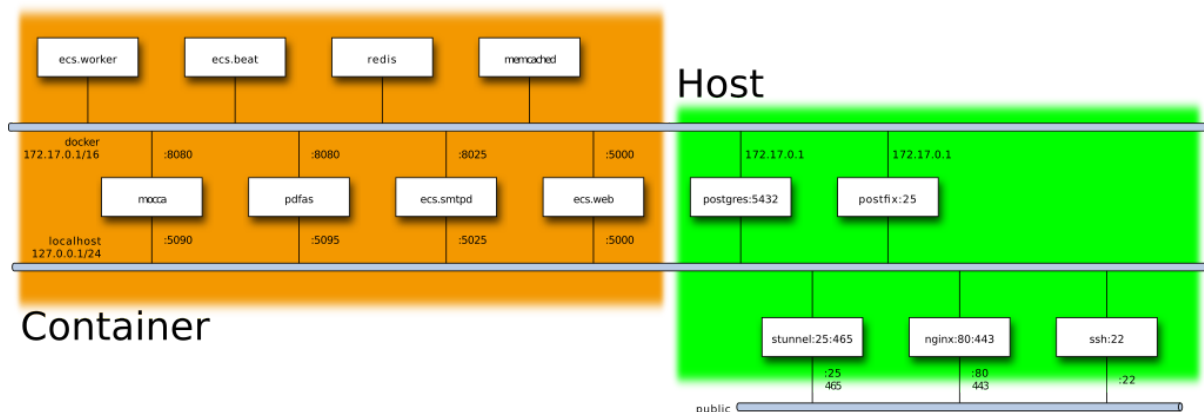 ecs.worker
ecs.beat
redis
memcached
Host
docker
172.17.0.1/16
:8080
:8080
:8025
:5000
172.17.0.1
172.17.0.1
mocca
pdfas
ecs.smtpd
ecs.web
postgres:5432
postfix:25
localhost
127.0.0.1/24
:5090
:5095
:5025
:5000
Container
stunnel:25:465
nginx:80:443
ssh:22
:25
465
:80
443
:22
public